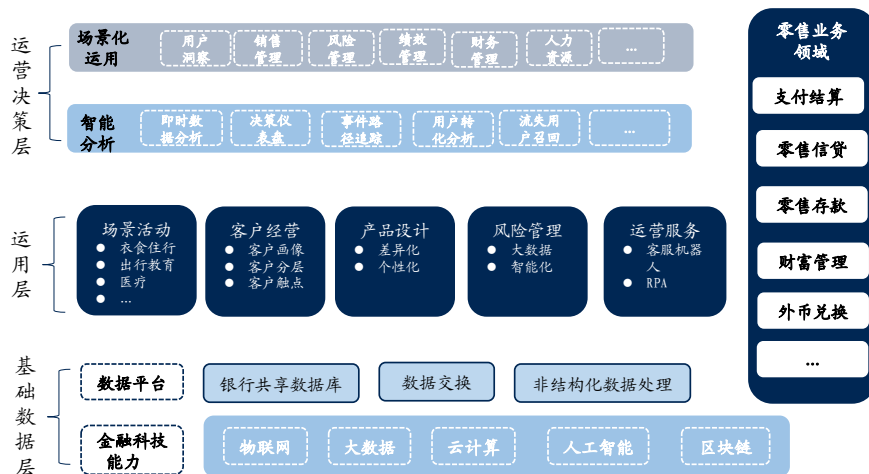 运营决策层
场景化
运用
用户
洞察
销售
管理
风险
管理
绩效
管理
财务
管理
人力
资源
...
智能
分析
即时数
据分析
决策仪
表盘
事件路
径追踪
用户转
化分析
流失用
户召回
...
运用层
场景活动
● 衣食住行
● 出行教育
● 医疗
● ...
客户经营
● 客户画像
● 客户分层
● 客户触点
产品设计
● 差异化
● 个性化
风险管理
● 大数据
● 智能化
运营服务
● 客服机器
人
● RPA
基础数据层
数据平台
银行共享数据库
数据交换
非结构化数据处理
金融科技
能力
物联网
大数据
云计算
人工智能
区块链
零售业务
领域
支付结算
零售信贷
零售存款
财富管理
外币兑换
...